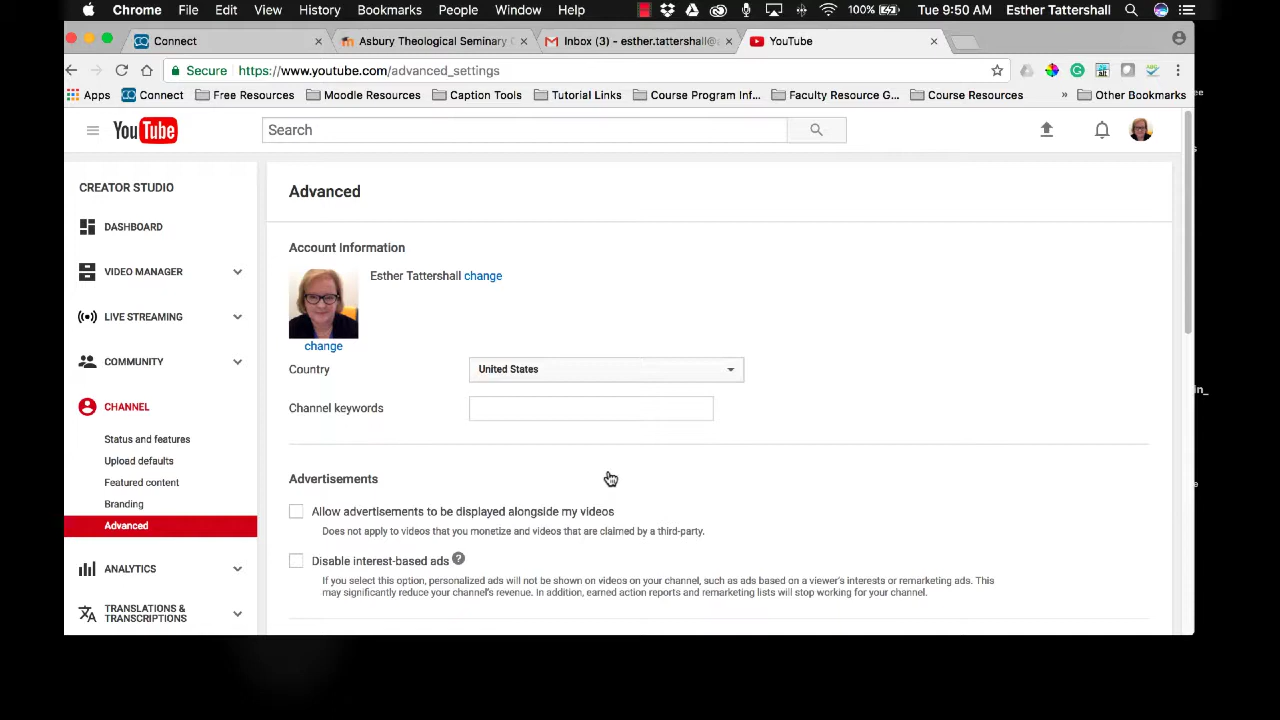 Chrome File Edit View History Bookmarks People Window Help 100% Tue 9:50 AM Esther Tattershall
Connect Asbury Theological Seminary Inbox (3) - esther.tattershall@ YouTube
Secure https://www.youtube.com/advanced_settings
Apps Connect Free Resources Moodle Resources Caption Tools Tutorial Links Course Program Inf... Faculty Resource G... Course Resources » Other Bookmarks
YouTube Search
CREATOR STUDIO
DASHBOARD
VIDEO MANAGER
LIVE STREAMING
COMMUNITY
CHANNEL
Status and features
Upload defaults
Featured content
Branding
Advanced
ANALYTICS
TRANSLATIONS &
TRANSCRIPTIONS
Advanced
Account Information
Esther Tattershall change
change
Country United States
Channel keywords
Advertisements
Allow advertisements to be displayed alongside my videos
Does not apply to videos that you monetize and videos that are claimed by a third-party.
Disable interest-based ads ?
If you select this option, personalized ads will not be shown on videos on your channel, such as ads based on a viewer's interests or remarketing ads. This
may significantly reduce your channel's revenue. In addition, earned action reports and remarketing lists will stop working for your channel.